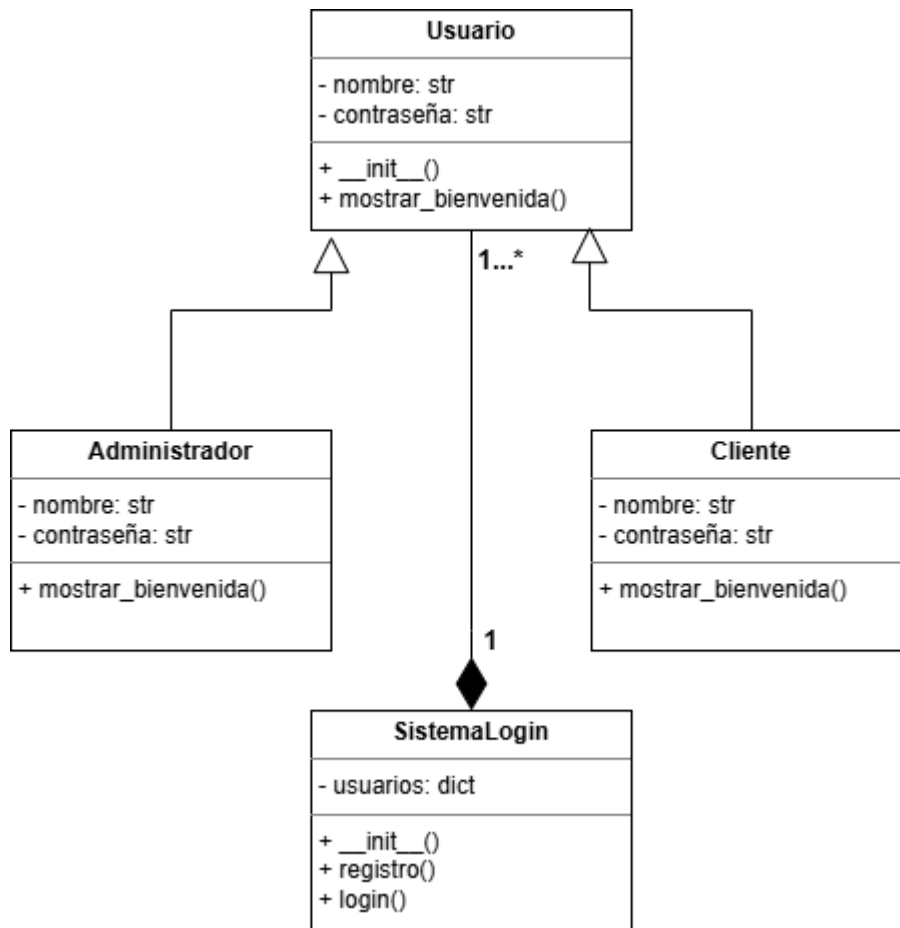 Usuario
- nombre: str
- contraseña: str
+ __init__()
+ mostrar_bienvenida()
1...*
Administrador
- nombre: str
- contraseña: str
+ mostrar_bienvenida()
Cliente
- nombre: str
- contraseña: str
+ mostrar_bienvenida()
1
SistemaLogin
- usuarios: dict
+ __init__()
+ registro()
+ login()